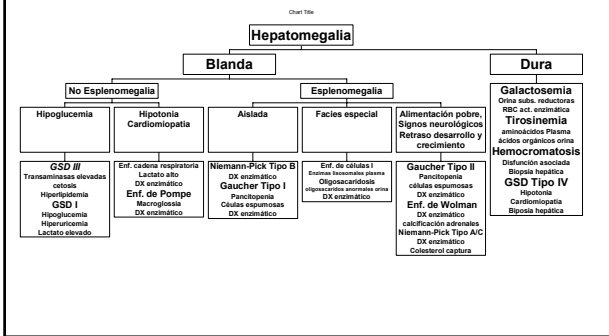 Chart Title
Hepatomegalia
Blanda
Dura
No Esplenomegalia
Esplenomegalia
Hipoglucemia
Hipotonia
Cardiomiopatia
Aislada
Facies especial
Alimentación pobre,
Signos neurológicos
Retraso desarrollo y
crecimiento
GSD III
Transaminasas elevadas
cetosis
Hiperlipidemia
GSD I
Hipoglucemia
Hiperuricemia
Lactato elevado
Enf. cadena respiratoria
Lactato alto
DX enzimático
Enf. de Pompe
Macroglossia
DX enzimático
Niemann-Pick Tipo B
DX enzimático
Gaucher Tipo I
Pancitopenia
Células espumosas
DX enzimático
Enf. de células I
Enzimas lisosomales plasma
Oligosacaridosis
oligosacaridos anormales orina
DX enzimático
Gaucher Tipo II
Pancitopenia
células espumosas
DX enzimático
Enf. de Wolman
DX enzimático
calcificación adrenales
Niemann-Pick Tipo A/C
DX enzimático
Colesterol captura
Galactosemia
Orina subs. reductoras
RBC act. enzimática
Tirosinemia
aminoácidos Plasma
ácidos orgánicos orina
Hemocromatosis
Disfunción asociada
Biopsia hepática
GSD Tipo IV
Hipotonia
Cardiomiopatia
Biposia hepática